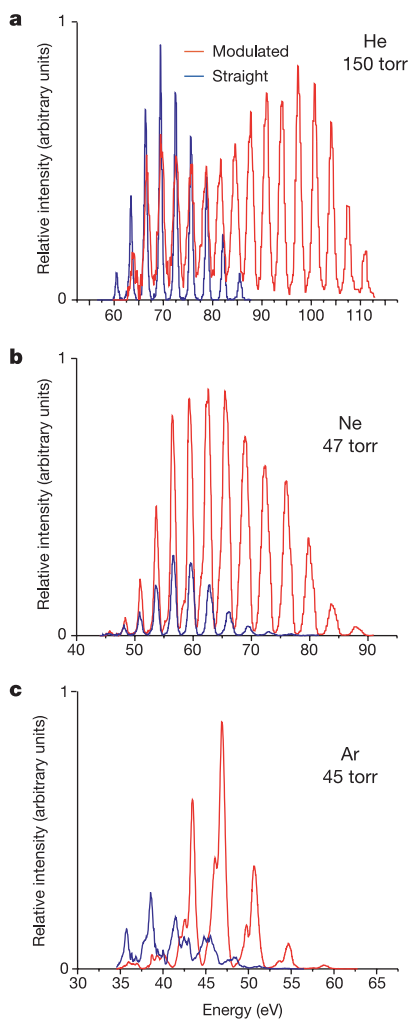 a
1
Modulated
Straight
He
150 torr
Relative intensity (arbitrary units)
0
60 70 80 90 100 110
b
1
Ne
47 torr
Relative intensity (arbitrary units)
0
40 50 60 70 80 90
c
1
Ar
45 torr
Relative intensity (arbitrary units)
0
30 35 40 45 50 55 60 65
Energy (eV)